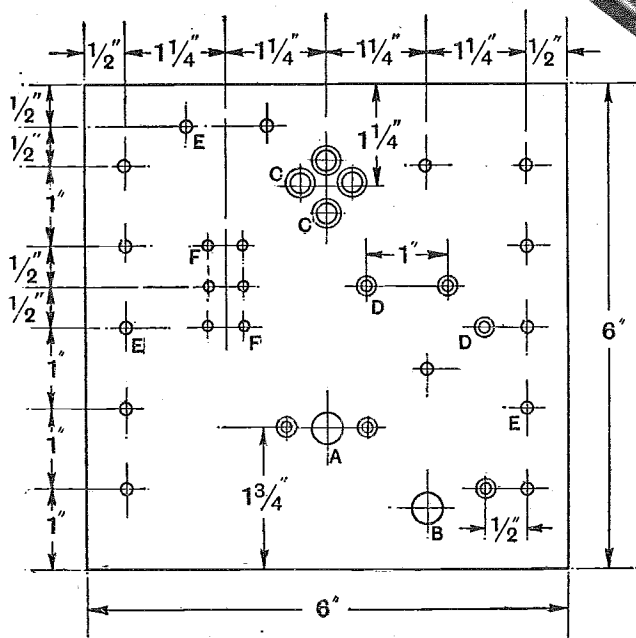 1/2" 1 1/4" 1 1/4" 1 1/4" 1 1/4" 1/2"
1/2"
1/2"
1"
1/2"
1/2"
1"
1"
1"
E
1 1/4"
C
C
F
1"
D
E
F
D
6"
E
A
1 3/4"
B
1/2"
6"